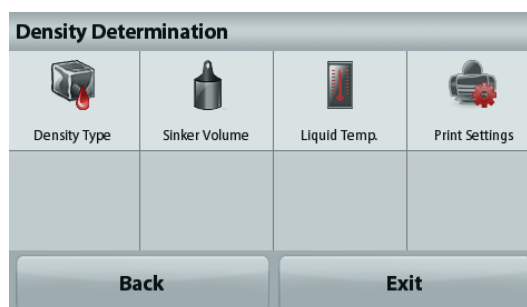 Density Determination
Density Type Sinker Volume Liquid Temp. Print Settings
Back Exit